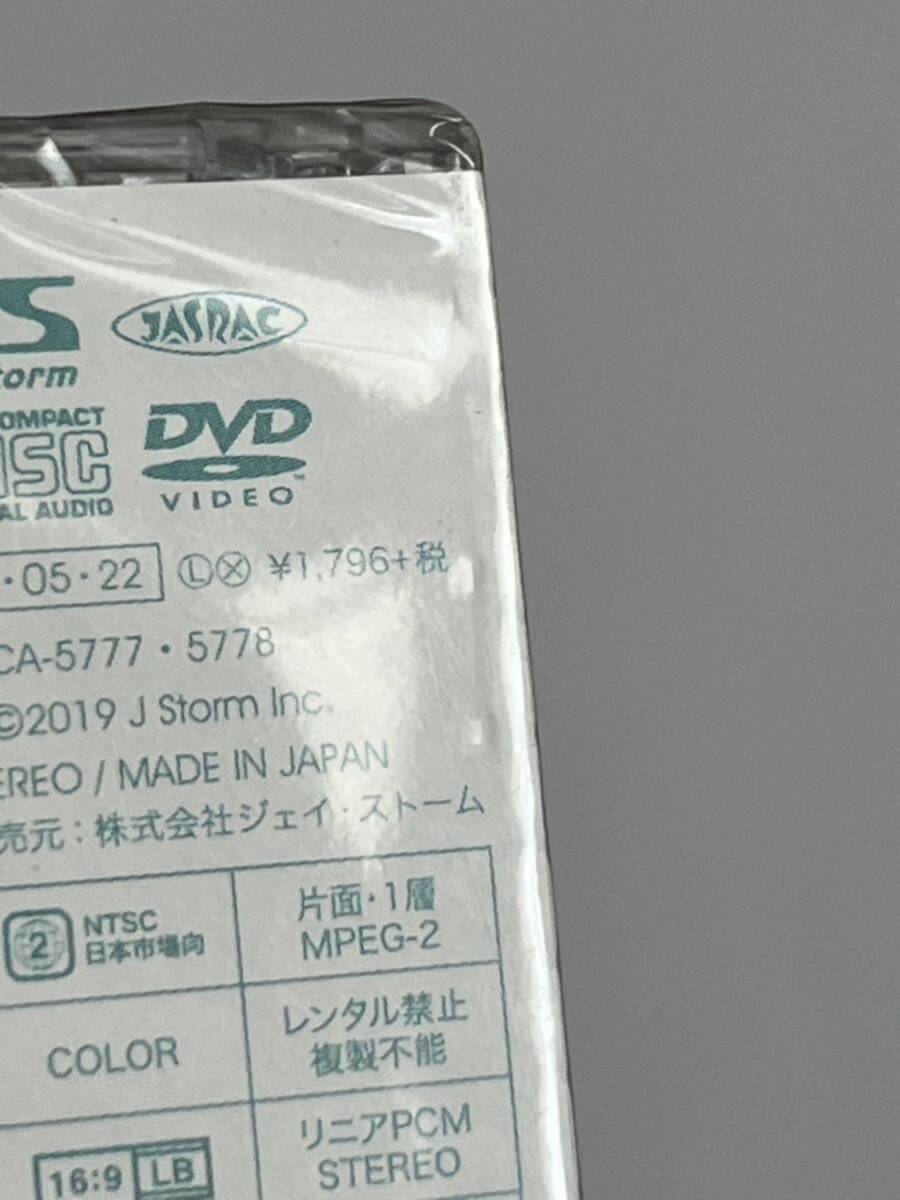 S
JASRAC
torm
COMPACT
DISC
AL AUDIO
DVD
VIDEO
™
·05·22 Ⓛ ⓧ ¥1,796+税
CA-5777・5778
©2019 J Storm Inc.
EREO / MADE IN JAPAN
売元：株式会社ジェイ・ストーム
2 NTSC
日本市場向
片面・1層
MPEG-2
COLOR
レンタル禁止
複製不能
16:9 LB
リニアPCM
STEREO